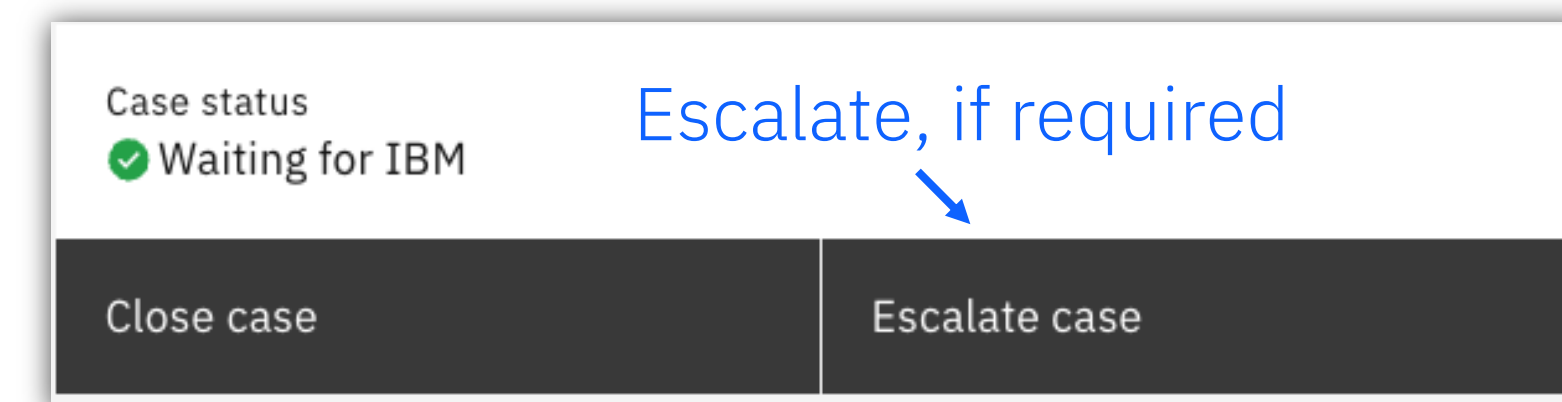 Case status
Escalate, if required
Waiting for IBM
Close case
Escalate case